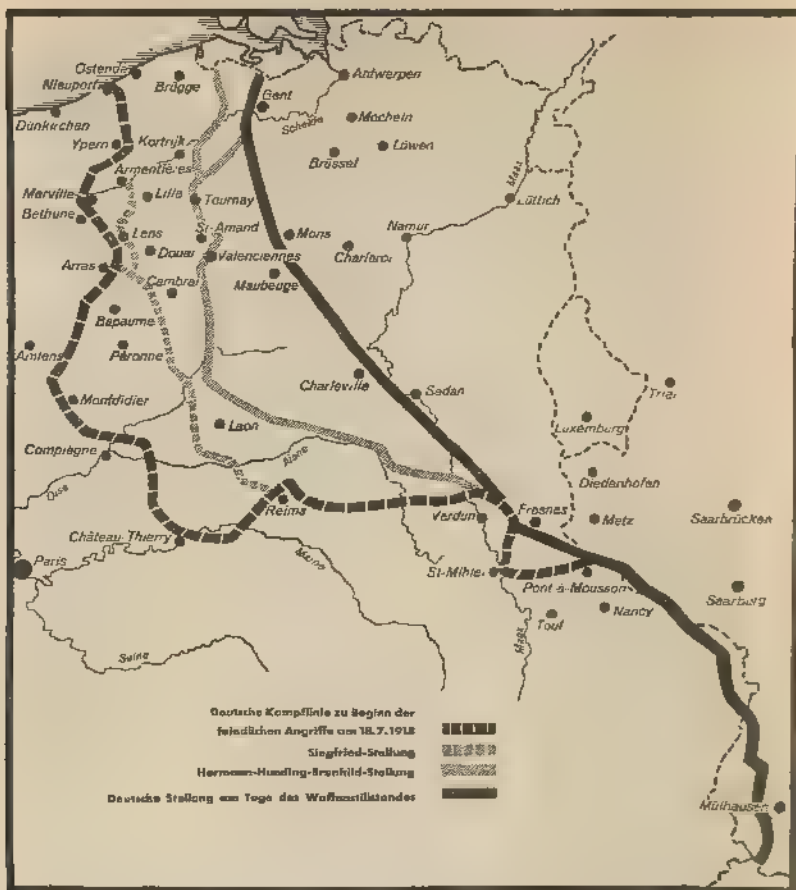 Ostende
Nieuport
Brügge
Antwerpen
Gent
Dünkirchen
Schelde
Mecheln
Ypern
Kortrijk
Löwen
Brüssel
Armentières
Maas
Merville
Lille
Tournay
Lüttich
Bethune
Lens
St-Amand
Mons
Namur
Douai
Charleroi
Arras
Valenciennes
Cambrai
Maubeuge
Bapaume
Amiens
Péronne
Charleville
Sedan
Trier
Montdidier
Laon
Luxemburg
Compiègne
Aisne
Diedenhofen
Oise
Reims
Verdun
Fresnes
Metz
Saarbrücken
Château-Thierry
Paris
Marne
St-Mihiel
Pont-à-Mousson
Saarburg
Toul
Nancy
Seine
Maas
Deutsche Kampflinie zu Beginn der
feindlichen Angriffe am 18.7.1918
Siegfried-Stellung
Hermann-Hunding-Brunhild-Stellung
Deutsche Stellung am Tage des Waffenstillstandes
Mülhausen